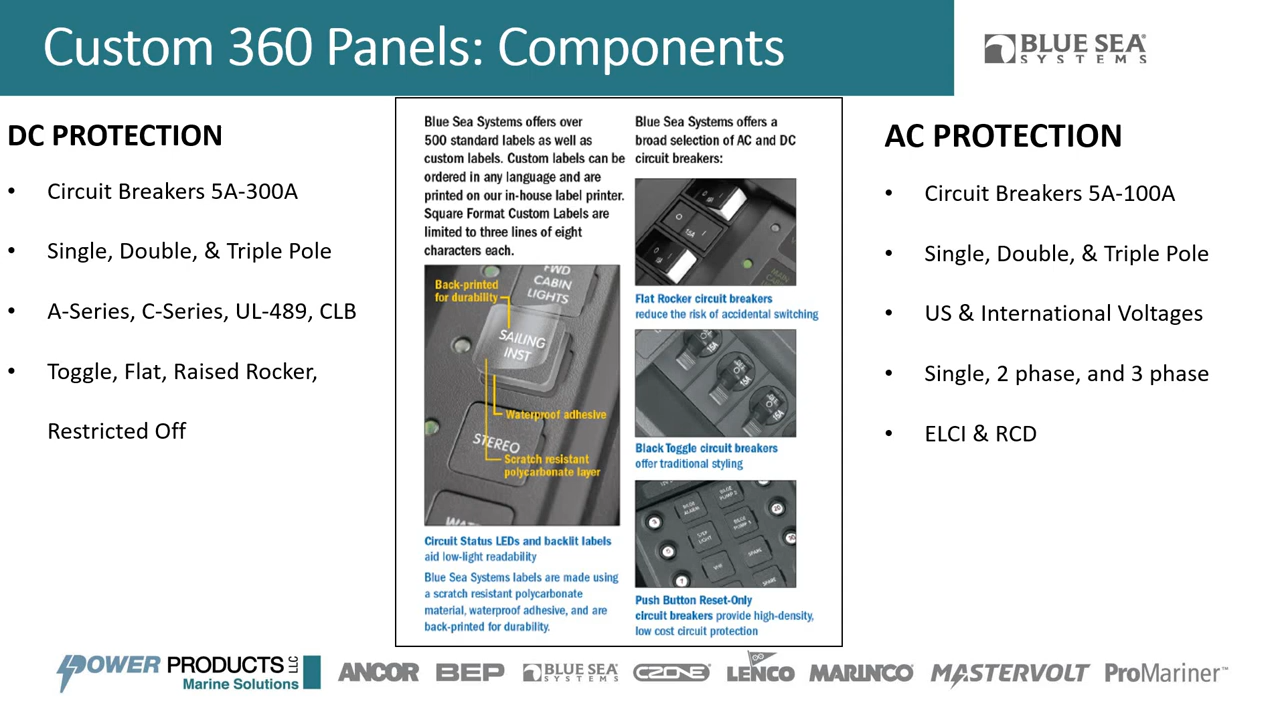 Custom 360 Panels: Components
BLUE SEA
SYSTEMS
DC PROTECTION
• Circuit Breakers 5A-300A
• Single, Double, & Triple Pole
• A-Series, C-Series, UL-489, CLB
• Toggle, Flat, Raised Rocker,
Restricted Off
Blue Sea Systems offers over
500 standard labels as well as
custom labels. Custom labels can be
ordered in any language and are
printed on our in-house label printer.
Square Format Custom Labels are
limited to three lines of eight
characters each.
FWD
CABIN
LIGHTS
Back-printed
for durability
SAILING
INST
Waterproof adhesive
STEREO
Scratch resistant
polycarbonate layer
Circuit Status LEDs and backlit labels
aid low-light readability
Blue Sea Systems labels are made using
a scratch resistant polycarbonate
material, waterproof adhesive, and are
back-printed for durability.
Blue Sea Systems offers a
broad selection of AC and DC
circuit breakers:
15A
Flat Rocker circuit breakers
reduce the risk of accidental switching
15A
15A
15A
Black Toggle circuit breakers
offer traditional styling
SPARE
SPARE
Push Button Reset-Only
circuit breakers provide high-density,
low cost circuit protection
AC PROTECTION
• Circuit Breakers 5A-100A
• Single, Double, & Triple Pole
• US & International Voltages
• Single, 2 phase, and 3 phase
• ELCI & RCD
POWER PRODUCTS LLC
Marine Solutions
ANCOR
BEP
BLUE SEA
SYSTEMS
CZONE
LENCO
MARINCO
MASTERVOLT
ProMariner™